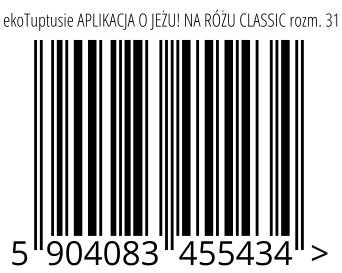 ekoTuptusie APLIKACJA O JEŻU! NA RÓŻU CLASSIC rozm. 31
5 904083 455434 >